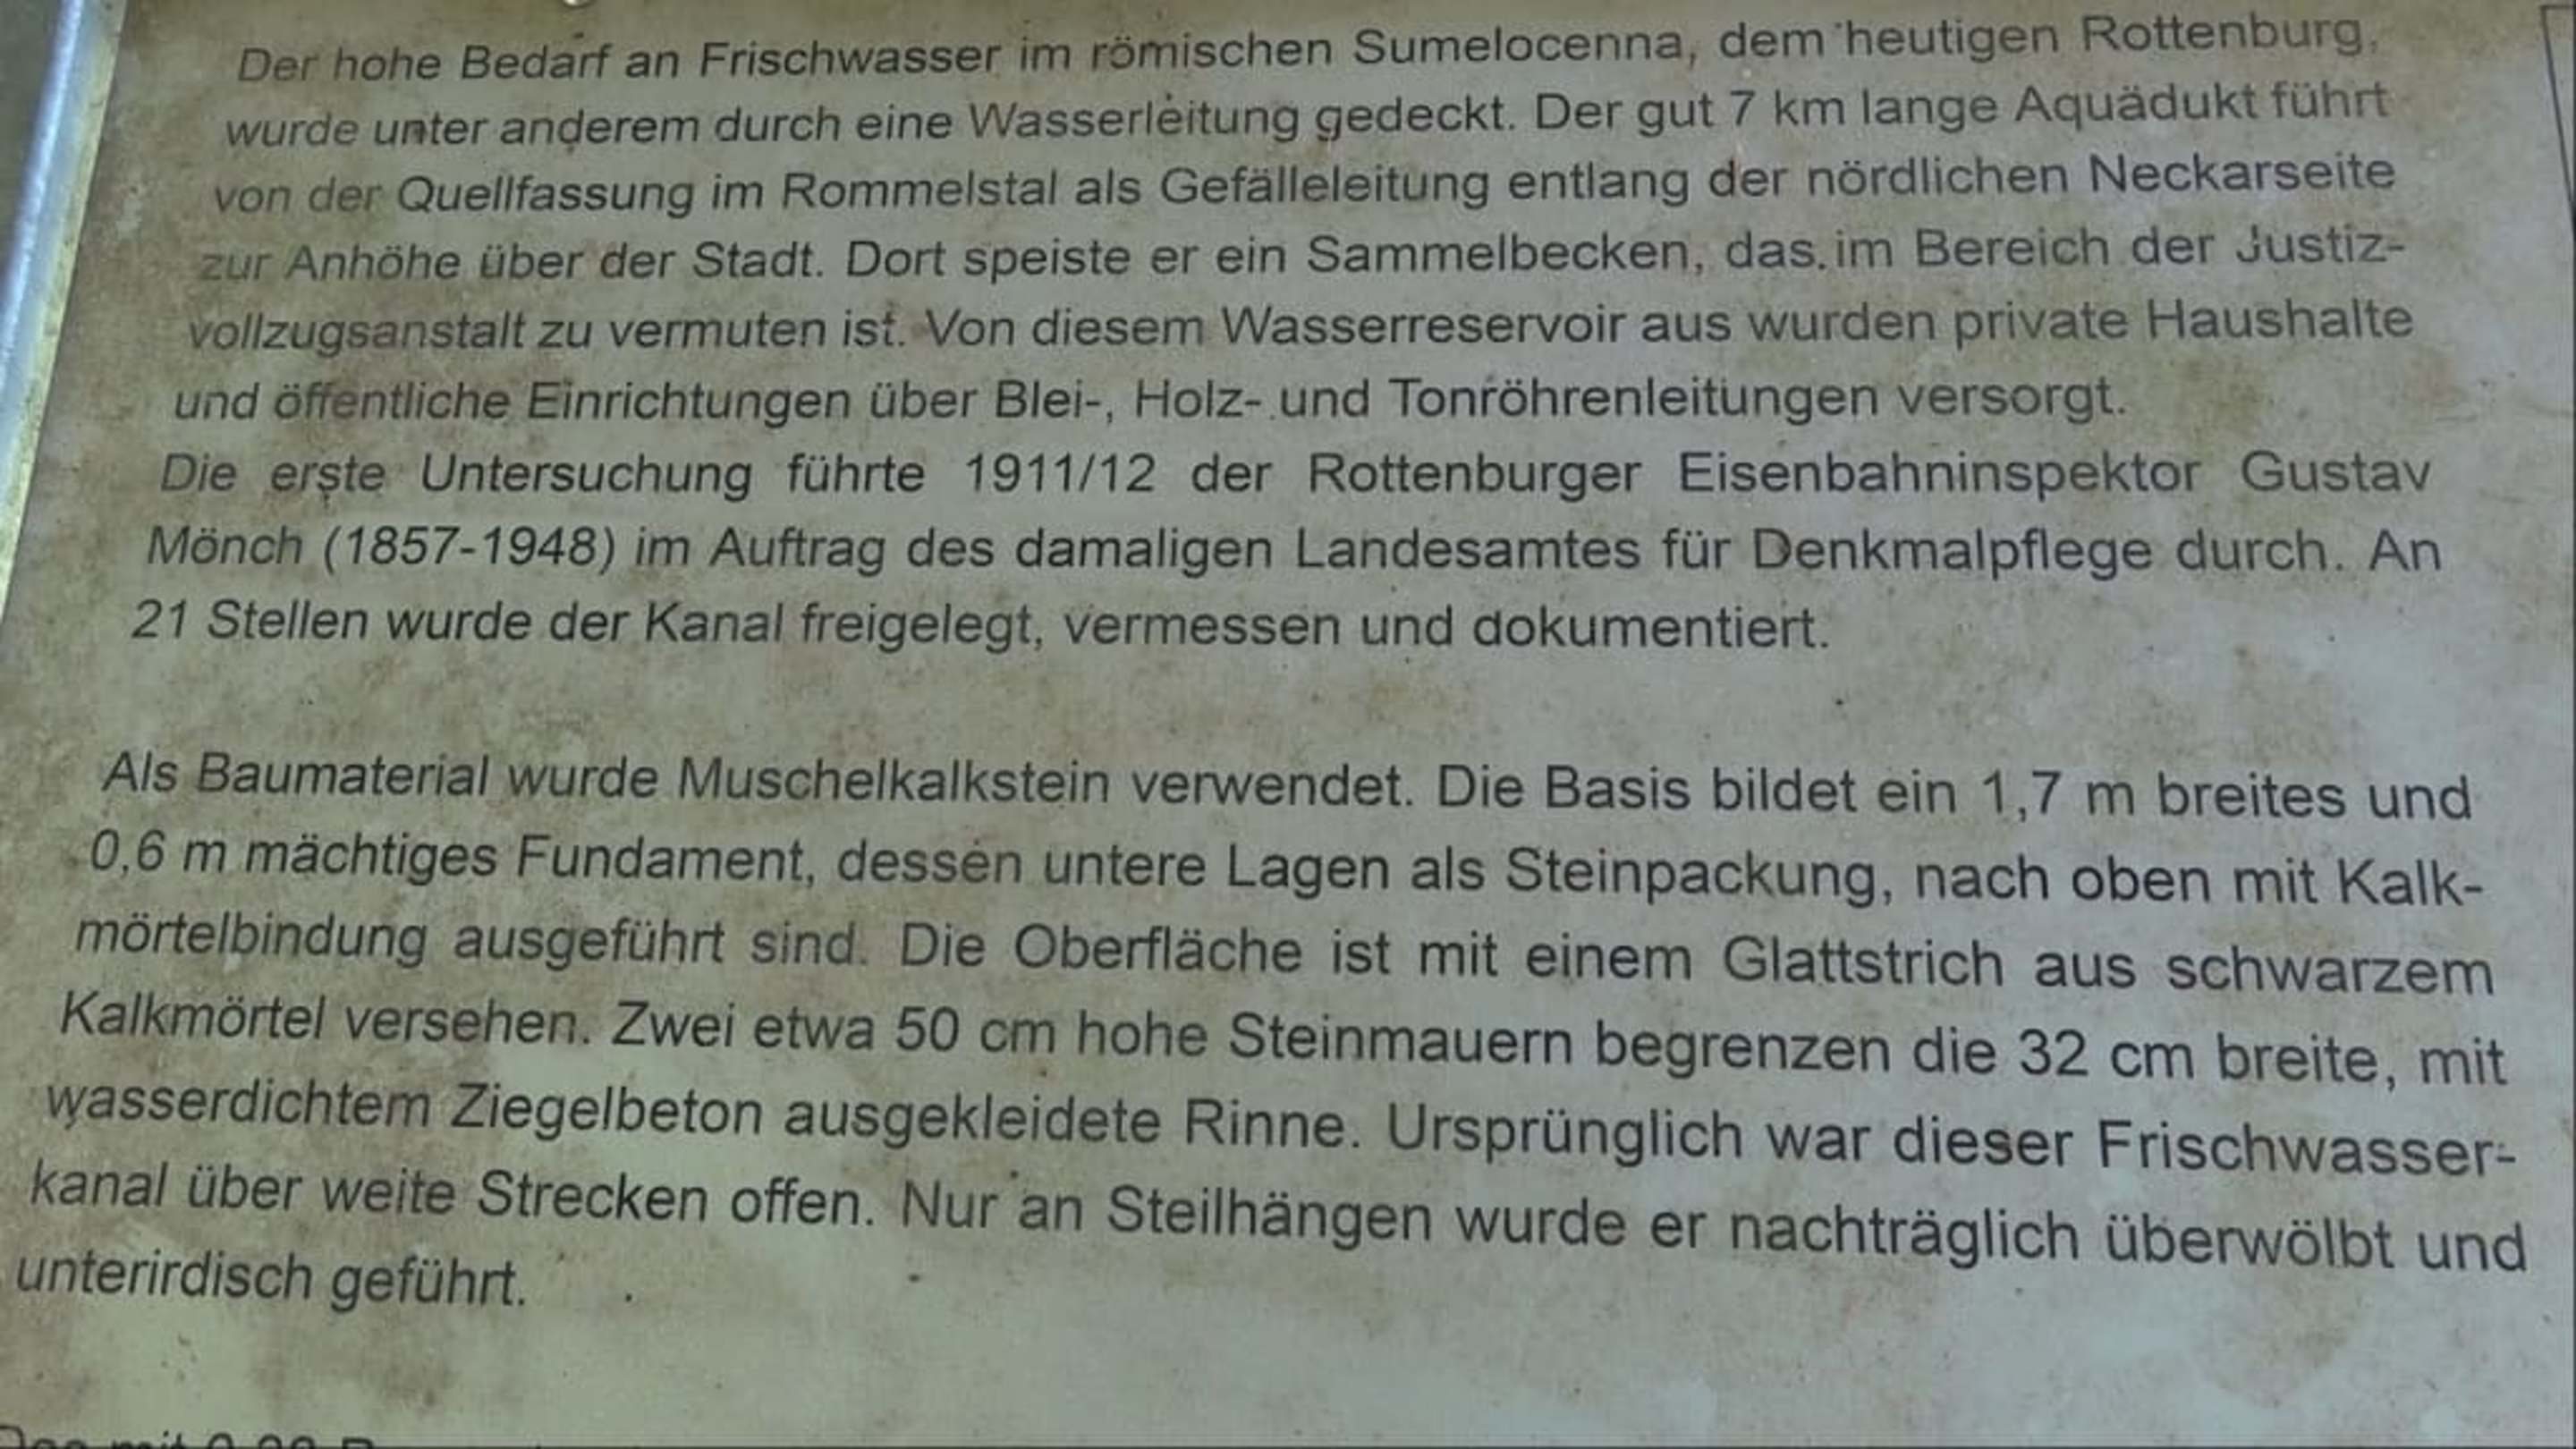 Der hohe Bedarf an Frischwasser im römischen Sumelocenna, dem heutigen Rottenburg,
wurde unter anderem durch eine Wasserleitung gedeckt. Der gut 7 km lange Aquädukt führt
von der Quellfassung im Rommelstal als Gefälleleitung entlang der nördlichen Neckarseite
zur Anhöhe über der Stadt. Dort speiste er ein Sammelbecken, das im Bereich der Justiz-
vollzugsanstalt zu vermuten ist. Von diesem Wasserreservoir aus wurden private Haushalte
und öffentliche Einrichtungen über Blei-, Holz- und Tonröhrenleitungen versorgt.
Die erste Untersuchung führte 1911/12 der Rottenburger Eisenbahninspektor Gustav
Mönch (1857-1948) im Auftrag des damaligen Landesamtes für Denkmalpflege durch. An
21 Stellen wurde der Kanal freigelegt, vermessen und dokumentiert.
Als Baumaterial wurde Muschelkalkstein verwendet. Die Basis bildet ein 1,7 m breites und
0,6 m mächtiges Fundament, dessen untere Lagen als Steinpackung, nach oben mit Kalk-
mörtelbindung ausgeführt sind. Die Oberfläche ist mit einem Glattstrich aus schwarzem
Kalkmörtel versehen. Zwei etwa 50 cm hohe Steinmauern begrenzen die 32 cm breite, mit
wasserdichtem Ziegelbeton ausgekleidete Rinne. Ursprünglich war dieser Frischwasser-
kanal über weite Strecken offen. Nur an Steilhängen wurde er nachträglich überwölbt und
unterirdisch geführt.